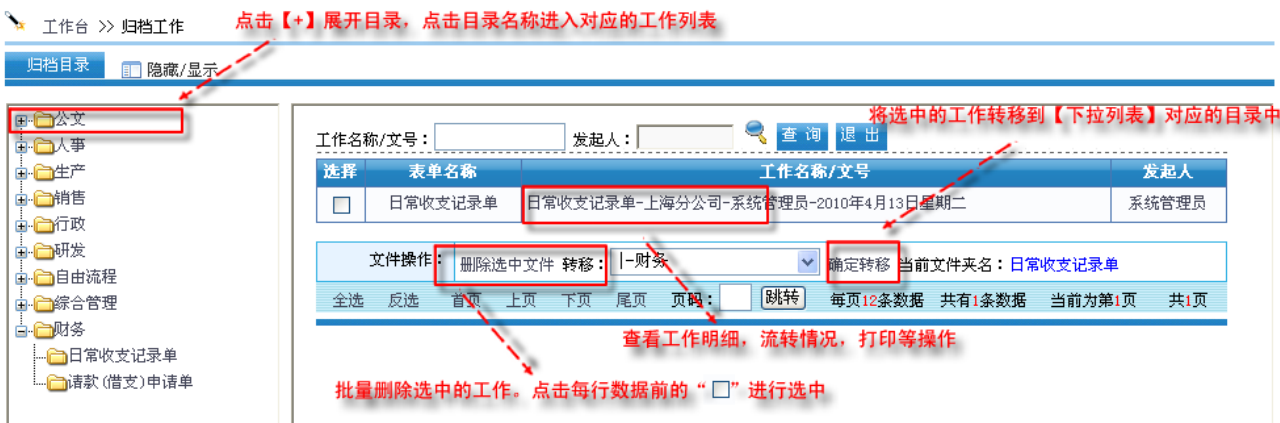 工作台 >> 归档工作
点击【+】展开目录，点击目录名称进入对应的工作列表
归档目录 隐藏/显示
公文
人事
生产
销售
行政
研发
自由流程
综合管理
财务
日常收支记录单
请款(借支)申请单
将选中的工作转移到【下拉列表】对应的目录中
工作名称/文号： 发起人： 查 询 退 出
选择 表单名称 工作名称/文号 发起人
日常收支记录单 日常收支记录单-上海分公司-系统管理员-2010年4月13日星期二 系统管理员
文件操作： 删除选中文件 转移： |-财务 确定转移 当前文件夹名：日常收支记录单
全选 反选 首页 上页 下页 尾页 页码： 跳转 每页12条数据 共有1条数据 当前为第1页 共1页
查看工作明细，流转情况，打印等操作
批量删除选中的工作。点击每行数据前的“□”进行选中